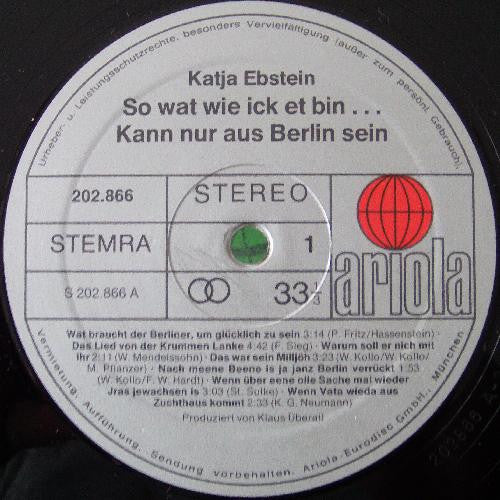 Urheber- u. Leistungsschutzrechte, besonders Vervielfältigung (außer zum persönl. Gebrauch),
Katja Ebstein
So wat wie ick et bin . . .
Kann nur aus Berlin sein
202.866
STEREO
STEMRA
1
S 202.866 A
33⅓
ariola
Wat braucht der Berliner, um glücklich zu sein 3:14 (P. Fritz/Hassenstein) ·
Das Lied von der Krummen Lanke 4:42 (F. Sieg) · Warum soll er nich mit
ihr 2:11 (W. Mendelssohn) · Das war sein Milljöh 3:23 (W. Kollo/W. Kollo/
M. Pflanzer) · Nach meene Beene is ja janz Berlin verrückt 1:53
(W. Kollo/F. W. Hardt) · Wenn über eene olle Sache mal wieder
Jras jewachsen is 3:03 (St. Sulke) · Wenn Vata wieda aus
Zuchthaus kommt 2:33 (K. G. Neumann)
Produziert von Klaus Überall
Vermietung, Aufführung, Sendung vorbehalten. Ariola-Eurodisc GmbH., München